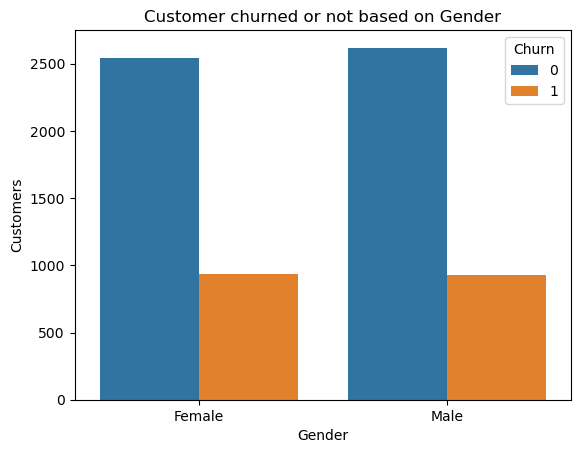 Customer churned or not based on Gender
Churn
0
1
2500
2000
1500
1000
500
0
Customers
Female
Male
Gender